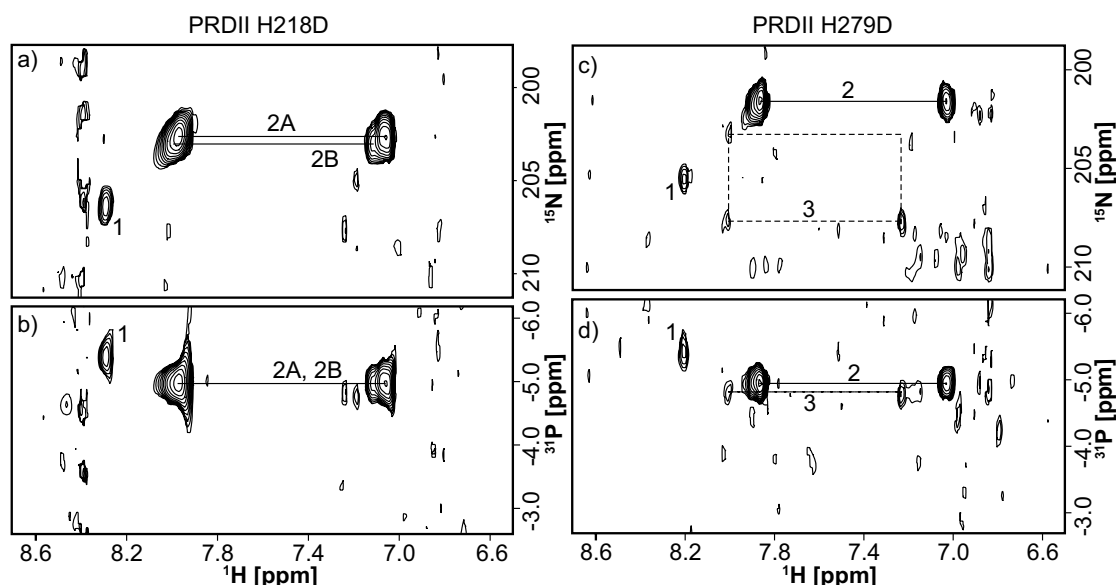 PRDII H218D
PRDII H279D
a)
2A
2B
1
200
205
210
¹⁵N [ppm]
c)
2
1
3
200
205
210
¹⁵N [ppm]
b)
1
2A, 2B
-6.0
-5.0
-4.0
-3.0
³¹P [ppm]
d)
1
2
3
-6.0
-5.0
-4.0
-3.0
³¹P [ppm]
8.6 8.2 7.8 7.4 7.0 6.6
¹H [ppm]
8.6 8.2 7.8 7.4 7.0 6.6
¹H [ppm]